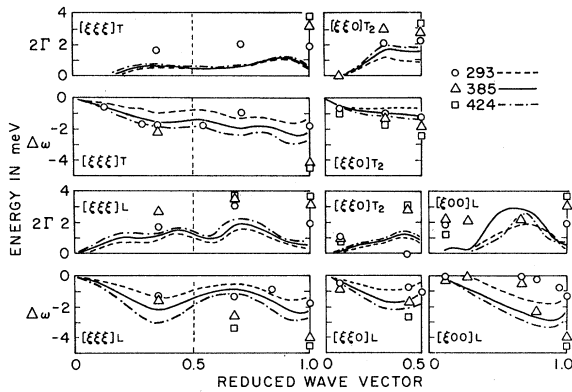 ENERGY IN meV
2Γ
4
2
0
[ξξξ]T
[ξξ0]T₂
○ 293 -----
△ 385 ———
□ 424 —·—·—
Δω
0
-2
-4
[ξξξ]T
[ξξ0]T₂
2Γ
4
2
0
[ξξξ]L
[ξξ0]T₂
[ξ00]L
Δω
0
-2
-4
[ξξξ]L
[ξξ0]L
[ξ00]L
0 0.5 1.0 0 0.5 0 1.0
REDUCED WAVE VECTOR